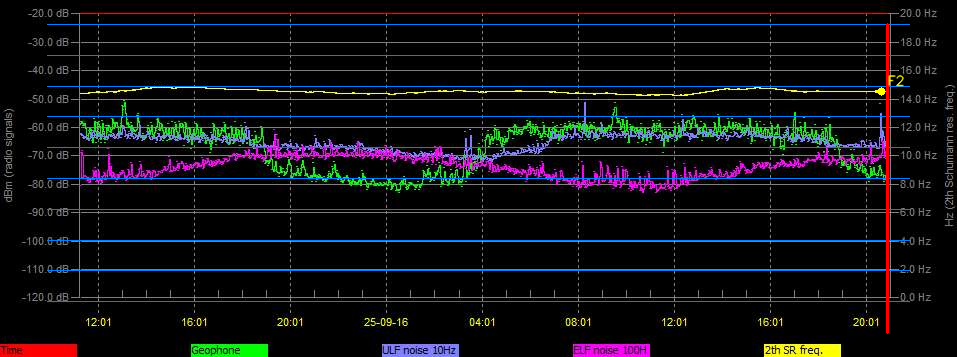 -20.0 dB 20.0 Hz
-30.0 dB 18.0 Hz
-40.0 dB 16.0 Hz
F2
-50.0 dB 14.0 Hz
-60.0 dB 12.0 Hz
-70.0 dB 10.0 Hz
-80.0 dB 8.0 Hz
-90.0 dB 6.0 Hz
-100.0 dB 4.0 Hz
-110.0 dB 2.0 Hz
-120.0 dB 0.0 Hz
dBm (radio signals)
Hz (2th Schumann res. freq.)
12:01 16:01 20:01 25-09-16 04:01 08:01 12:01 16:01 20:01
Time Geophone ULF noise 10Hz ELF noise 100H 2th SR freq.